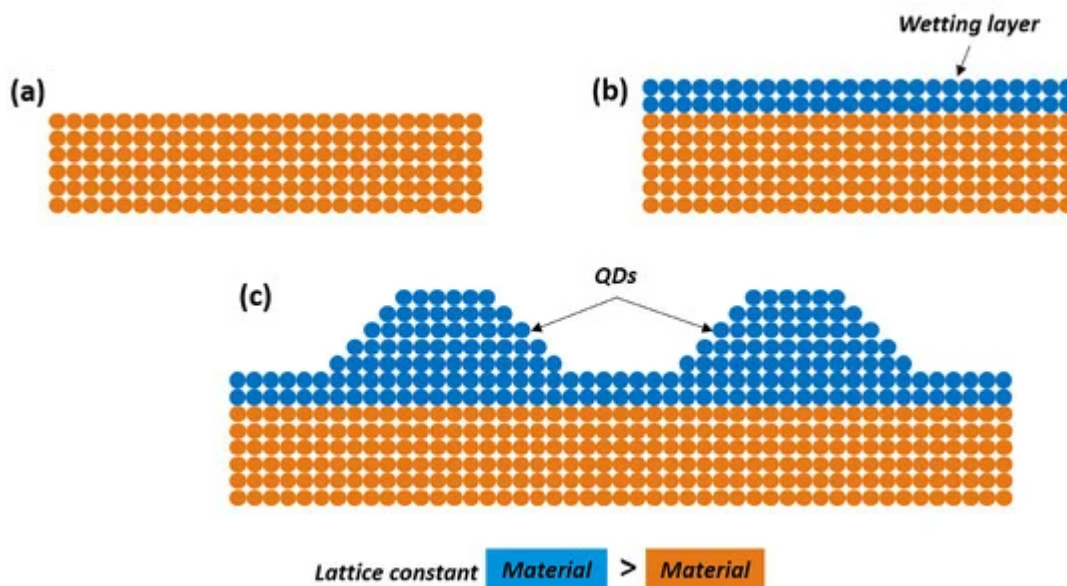 Wetting layer
(a)
(b)
(c)
QDs
Lattice constant Material > Material